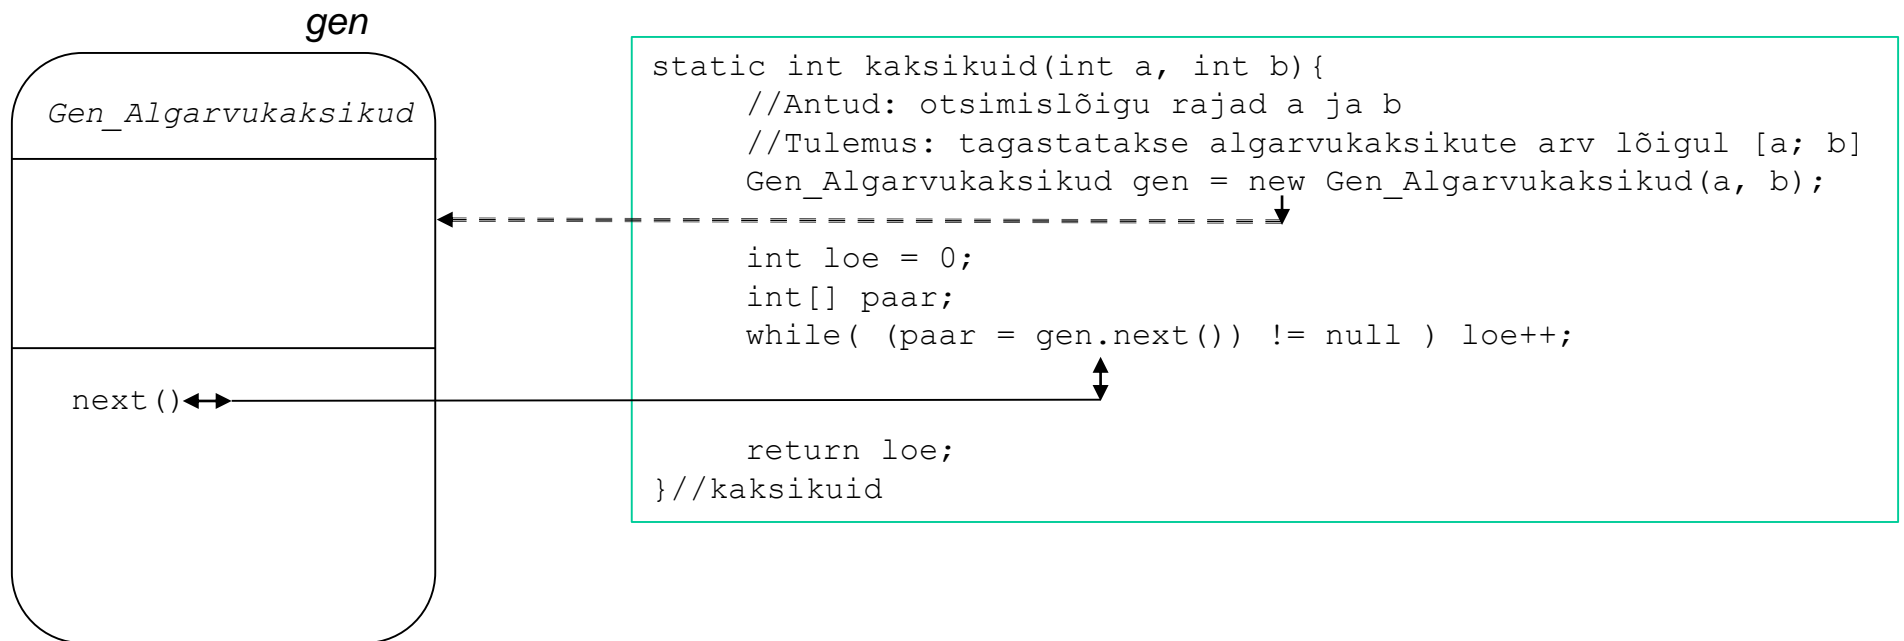 gen
Gen_Algarvukaksikud
next()
static int kaksikuid(int a, int b){
//Antud: otsimislõigu rajad a ja b
//Tulemus: tagastatakse algarvukaksikute arv lõigul [a; b]
Gen_Algarvukaksikud gen = new Gen_Algarvukaksikud(a, b);
int loe = 0;
int[] paar;
while( (paar = gen.next()) != null ) loe++;
return loe;
}//kaksikuid